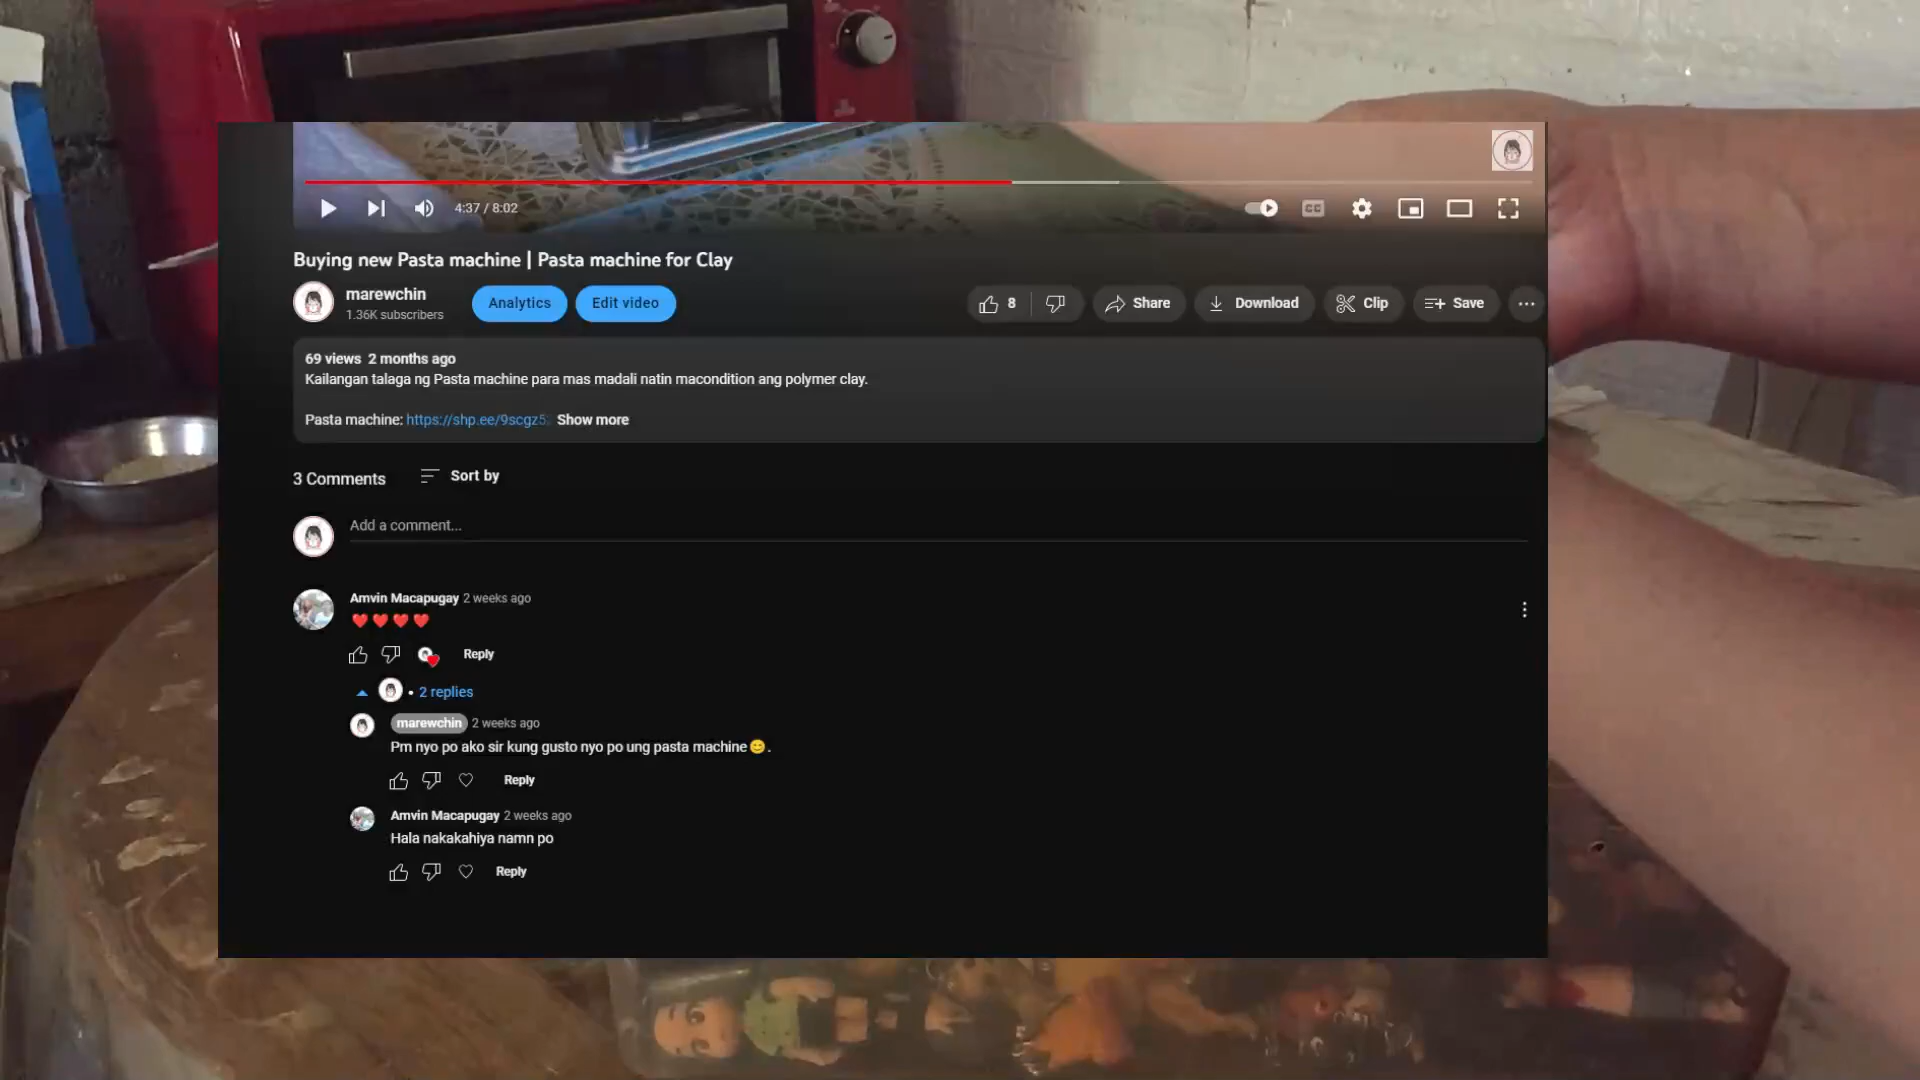 4:37 / 8:02
CC
Buying new Pasta machine | Pasta machine for Clay
marewchin
1.36K subscribers
Analytics
Edit video
8
Share
Download
Clip
Save
69 views 2 months ago
Kailangan talaga ng Pasta machine para mas madali natin macondition ang polymer clay.
Pasta machine: https://shp.ee/9scgz5 Show more
3 Comments
Sort by
Add a comment...
Amvin Macapugay 2 weeks ago
❤️❤️❤️❤️
Reply
• 2 replies
marewchin 2 weeks ago
Pm nyo po ako sir kung gusto nyo po ung pasta machine😊.
Reply
Amvin Macapugay 2 weeks ago
Hala nakakahiya namn po
Reply